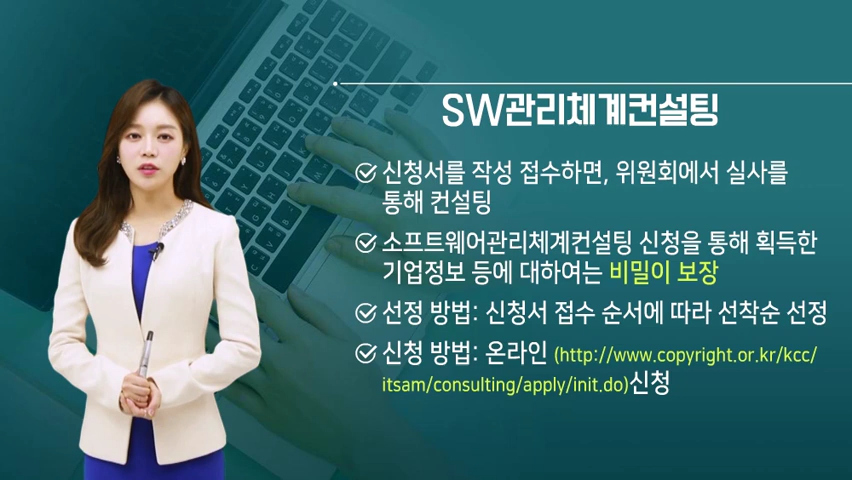 SW관리체계컨설팅
신청서를 작성 접수하면, 위원회에서 실사를
통해 컨설팅
소프트웨어관리체계컨설팅 신청을 통해 획득한
기업정보 등에 대하여는 비밀이 보장
선정 방법: 신청서 접수 순서에 따라 선착순 선정
신청 방법: 온라인 (http://www.copyright.or.kr/kcc/
itsam/consulting/apply/init.do)신청